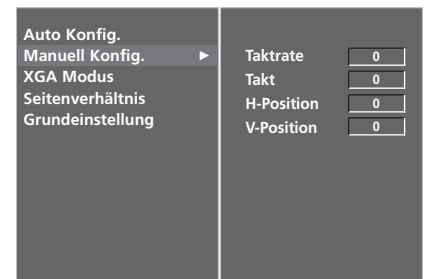 Auto Konfig.
Manuell Konfig. ►
XGA Modus
Seitenverhältnis
Grundeinstellung
Taktrate 0
Takt 0
H-Position 0
V-Position 0